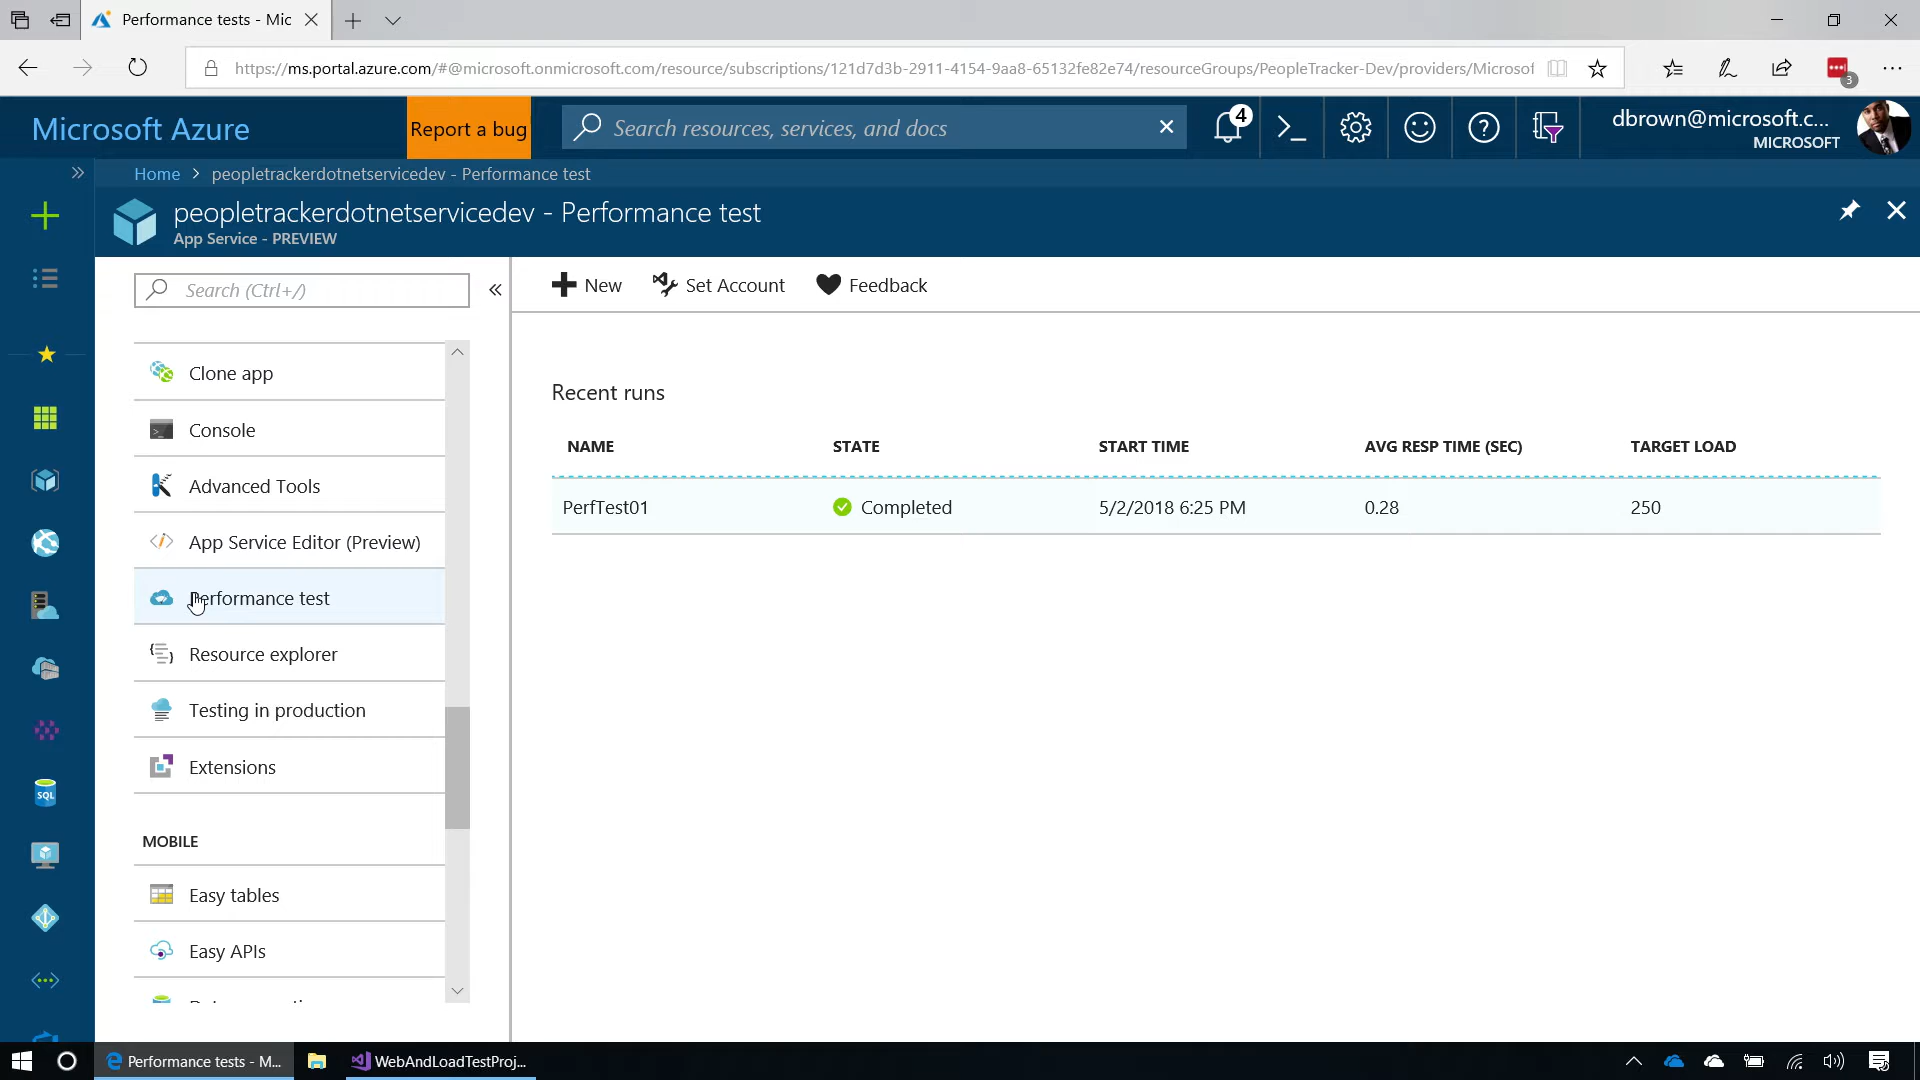 Performance tests - Mic
https://ms.portal.azure.com/#@microsoft.onmicrosoft.com/resource/subscriptions/121d7d3b-2911-4154-9aa8-65132fe82e74/resourceGroups/PeopleTracker-Dev/providers/Microsof
3
Microsoft Azure
Report a bug
Search resources, services, and docs
4
dbrown@microsoft.c...
MICROSOFT
Home > peopletrackerdotnetservicedev - Performance test
peopletrackerdotnetservicedev - Performance test
App Service - PREVIEW
Search (Ctrl+/)
New
Set Account
Feedback
Clone app
Console
Advanced Tools
App Service Editor (Preview)
Performance test
Resource explorer
Testing in production
Extensions
MOBILE
Easy tables
Easy APIs
Recent runs
NAME STATE START TIME AVG RESP TIME (SEC) TARGET LOAD
PerfTest01 Completed 5/2/2018 6:25 PM 0.28 250
SQL
Performance tests - M...
WebAndLoadTestProj...